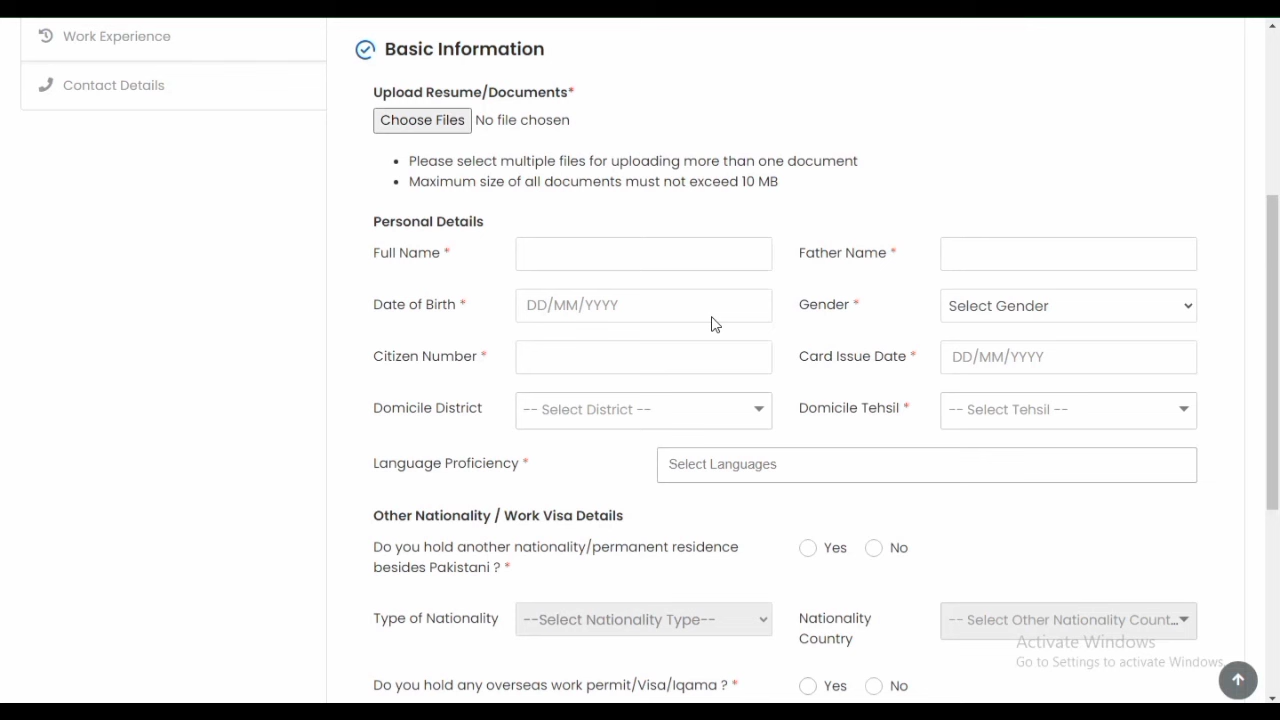 Work Experience
Contact Details
Basic Information
Upload Resume/Documents*
Choose Files No file chosen
• Please select multiple files for uploading more than one document
• Maximum size of all documents must not exceed 10 MB
Personal Details
Full Name *
Father Name *
Date of Birth * DD/MM/YYYY
Gender * Select Gender
Citizen Number *
Card Issue Date * DD/MM/YYYY
Domicile District -- Select District --
Domicile Tehsil * -- Select Tehsil --
Language Proficiency * Select Languages
Other Nationality / Work Visa Details
Do you hold another nationality/permanent residence
besides Pakistani ? *
Yes No
Type of Nationality --Select Nationality Type--
Nationality
Country
-- Select Other Nationality Count...
Activate Windows
Go to Settings to activate Windows.
Do you hold any overseas work permit/Visa/Iqama ? *
Yes No